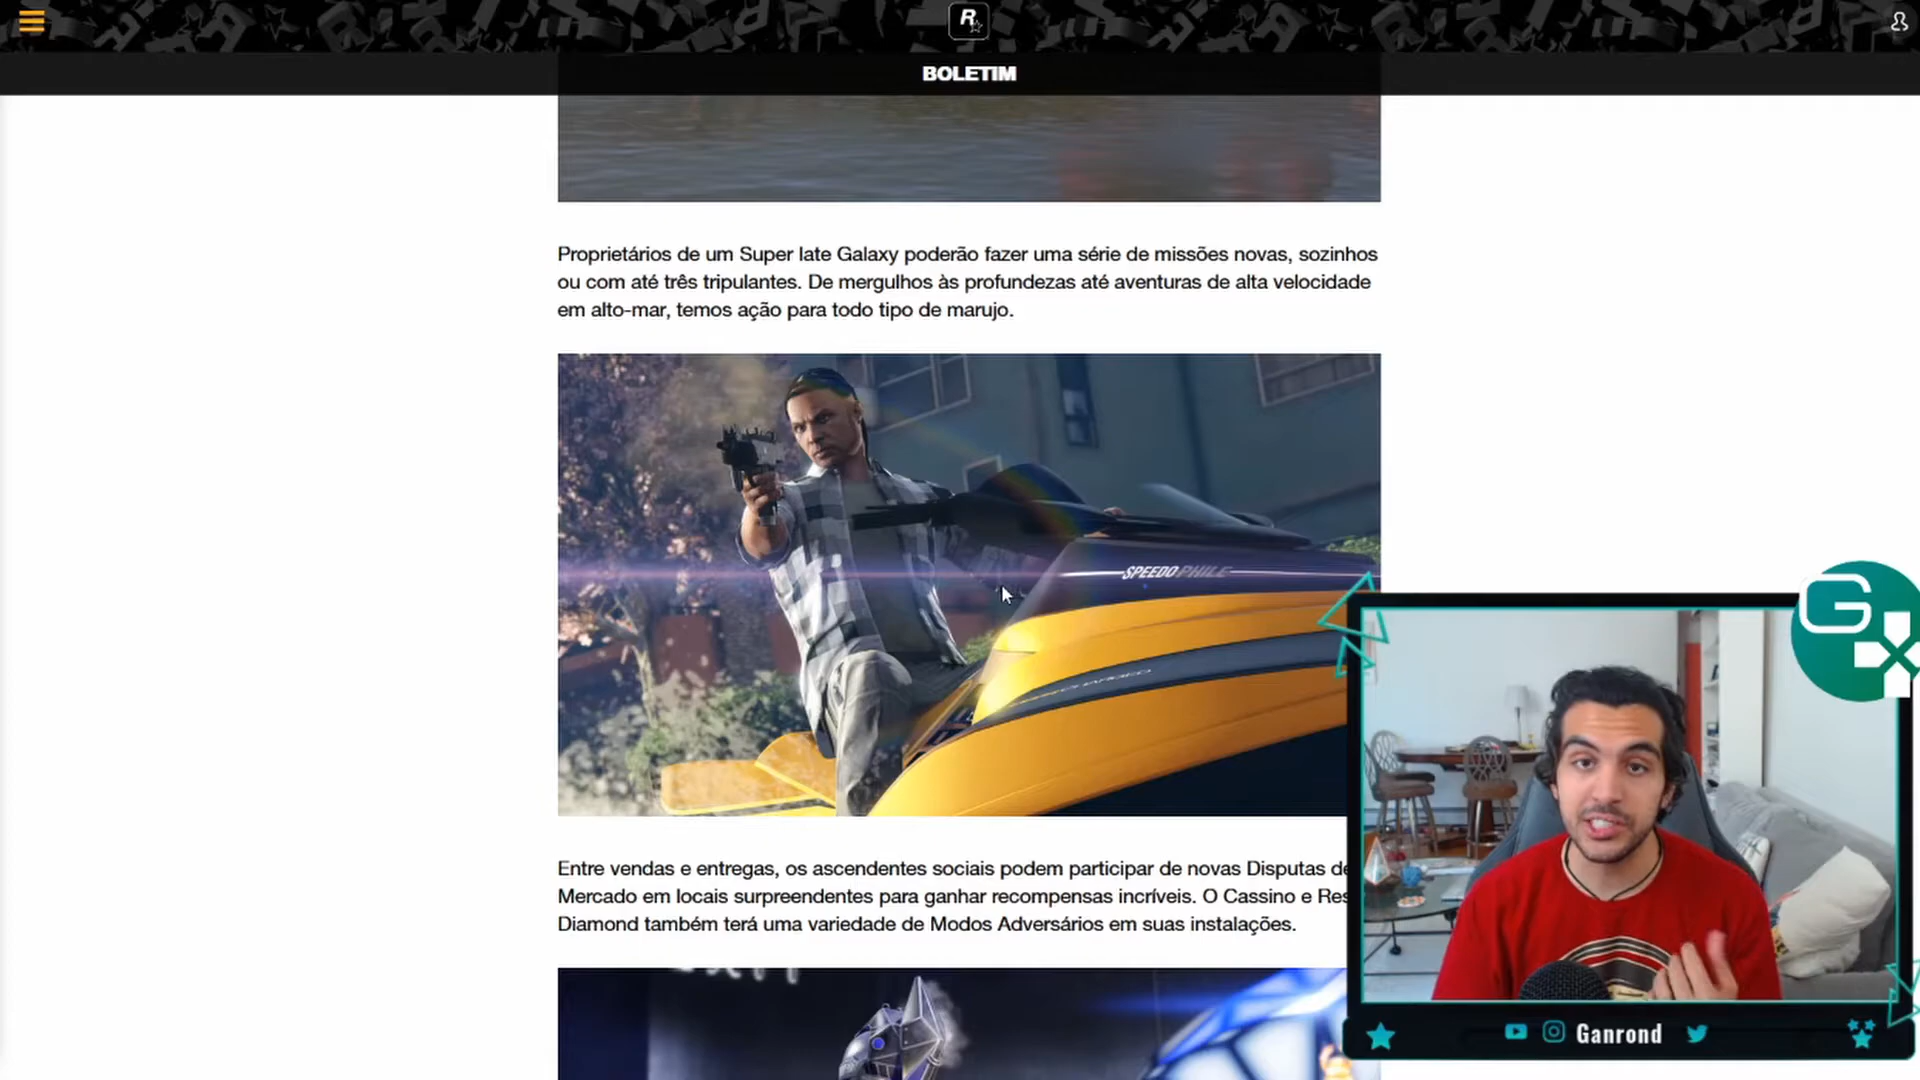 R
BOLETIM
Proprietários de um Super Iate Galaxy poderão fazer uma série de missões novas, sozinhos
ou com até três tripulantes. De mergulhos às profundezas até aventuras de alta velocidade
em alto-mar, temos ação para todo tipo de marujo.
SPEEDOPHILE
Entre vendas e entregas, os ascendentes sociais podem participar de novas Disputas de
Mercado em locais surpreendentes para ganhar recompensas incríveis. O Cassino e Res
Diamond também terá uma variedade de Modos Adversários em suas instalações.
G
Ganrond